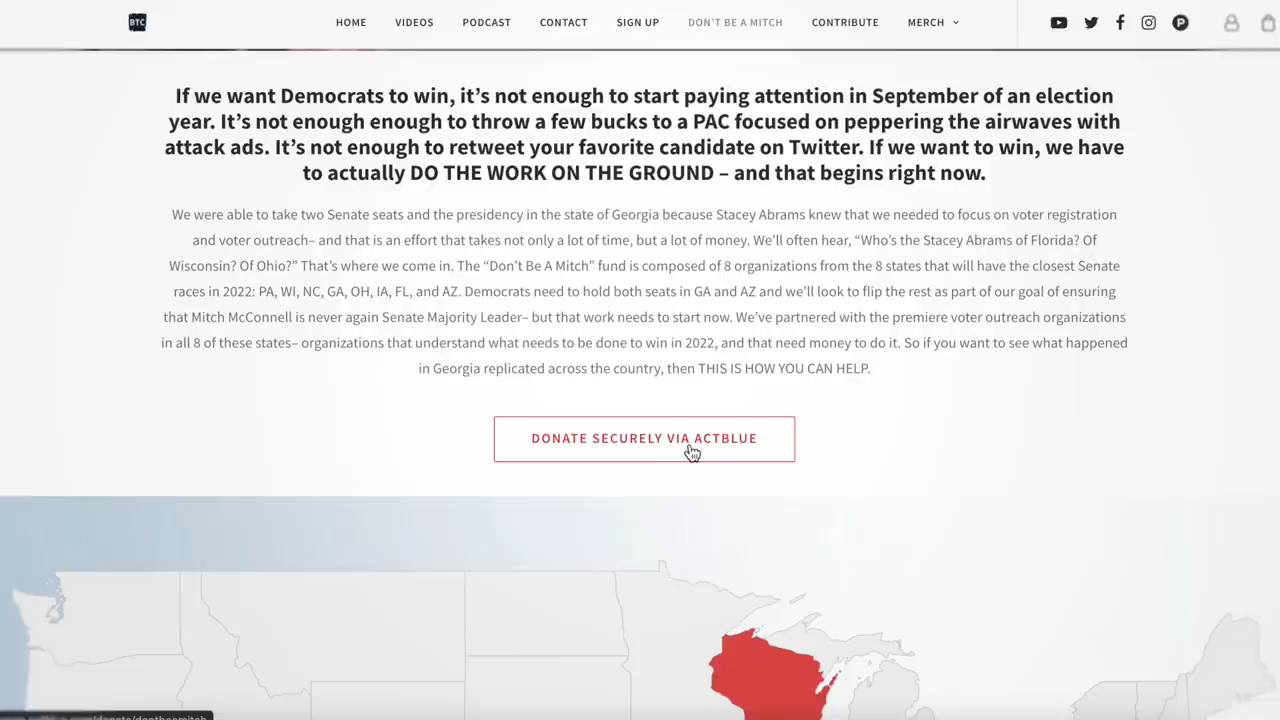 BTC
HOME VIDEOS PODCAST CONTACT SIGN UP DON'T BE A MITCH CONTRIBUTE MERCH
If we want Democrats to win, it's not enough to start paying attention in September of an election
year. It's not enough enough to throw a few bucks to a PAC focused on peppering the airwaves with
attack ads. It's not enough to retweet your favorite candidate on Twitter. If we want to win, we have
to actually DO THE WORK ON THE GROUND – and that begins right now.
We were able to take two Senate seats and the presidency in the state of Georgia because Stacey Abrams knew that we needed to focus on voter registration
and voter outreach– and that is an effort that takes not only a lot of time, but a lot of money. We'll often hear, “Who's the Stacey Abrams of Florida? Of
Wisconsin? Of Ohio?” That's where we come in. The “Don't Be A Mitch” fund is composed of 8 organizations from the 8 states that will have the closest Senate
races in 2022: PA, WI, NC, GA, OH, IA, FL, and AZ. Democrats need to hold both seats in GA and AZ and we'll look to flip the rest as part of our goal of ensuring
that Mitch McConnell is never again Senate Majority Leader– but that work needs to start now. We've partnered with the premiere voter outreach organizations
in all 8 of these states– organizations that understand what needs to be done to win in 2022, and that need money to do it. So if you want to see what happened
in Georgia replicated across the country, then THIS IS HOW YOU CAN HELP.
DONATE SECURELY VIA ACTBLUE